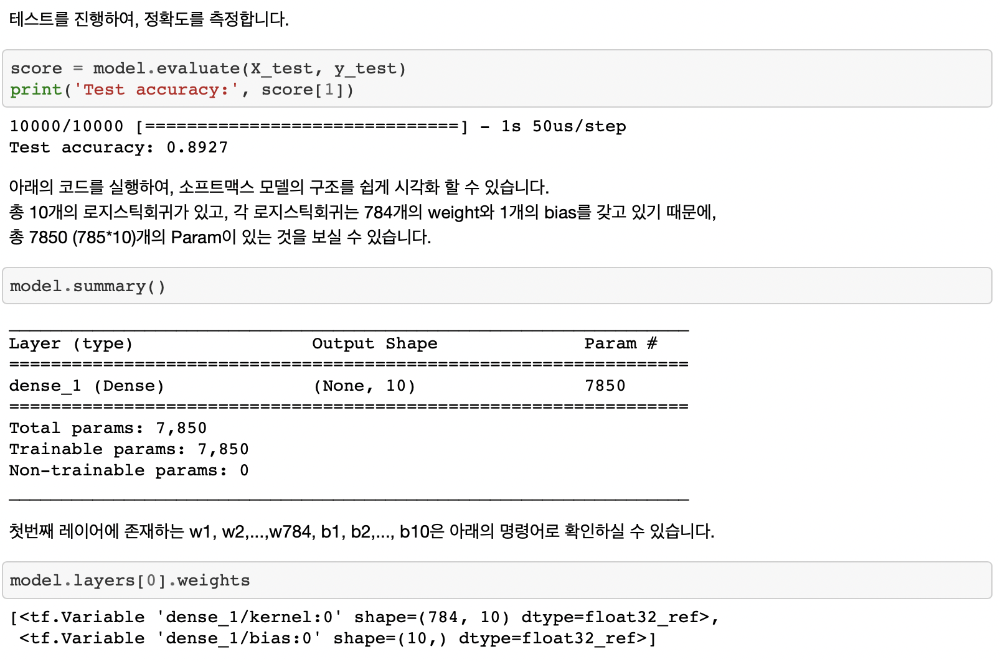 테스트를 진행하여, 정확도를 측정합니다.
score = model.evaluate(X_test, y_test)
print('Test accuracy:', score[1])
10000/10000 [==============================] - 1s 50us/step
Test accuracy: 0.8927
아래의 코드를 실행하여, 소프트맥스 모델의 구조를 쉽게 시각화 할 수 있습니다.
총 10개의 로지스틱회귀가 있고, 각 로지스틱회귀는 784개의 weight와 1개의 bias를 갖고 있기 때문에,
총 7850 (785*10)개의 Param이 있는 것을 보실 수 있습니다.
model.summary()
_________________________________________________________________
Layer (type)                 Output Shape              Param #
=================================================================
dense_1 (Dense)              (None, 10)                7850
=================================================================
Total params: 7,850
Trainable params: 7,850
Non-trainable params: 0
_________________________________________________________________
첫번째 레이어에 존재하는 w1, w2,...,w784, b1, b2,..., b10은 아래의 명령어로 확인하실 수 있습니다.
model.layers[0].weights
[<tf.Variable 'dense_1/kernel:0' shape=(784, 10) dtype=float32_ref>,
 <tf.Variable 'dense_1/bias:0' shape=(10,) dtype=float32_ref>]